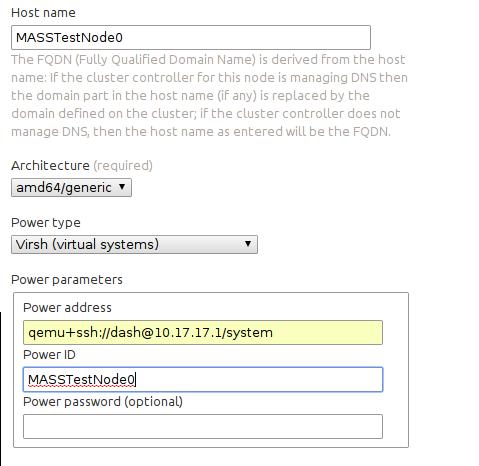 Host name
MASSTestNode0
The FQDN (Fully Qualified Domain Name) is derived from the host
name: If the cluster controller for this node is managing DNS then
the domain part in the host name (if any) is replaced by the
domain defined on the cluster; if the cluster controller does not
manage DNS, then the host name as entered will be the FQDN.
Architecture (required)
amd64/generic
Power type
Virsh (virtual systems)
Power parameters
Power address
qemu+ssh://dash@10.17.17.1/system
Power ID
MASSTestNode0
Power password (optional)